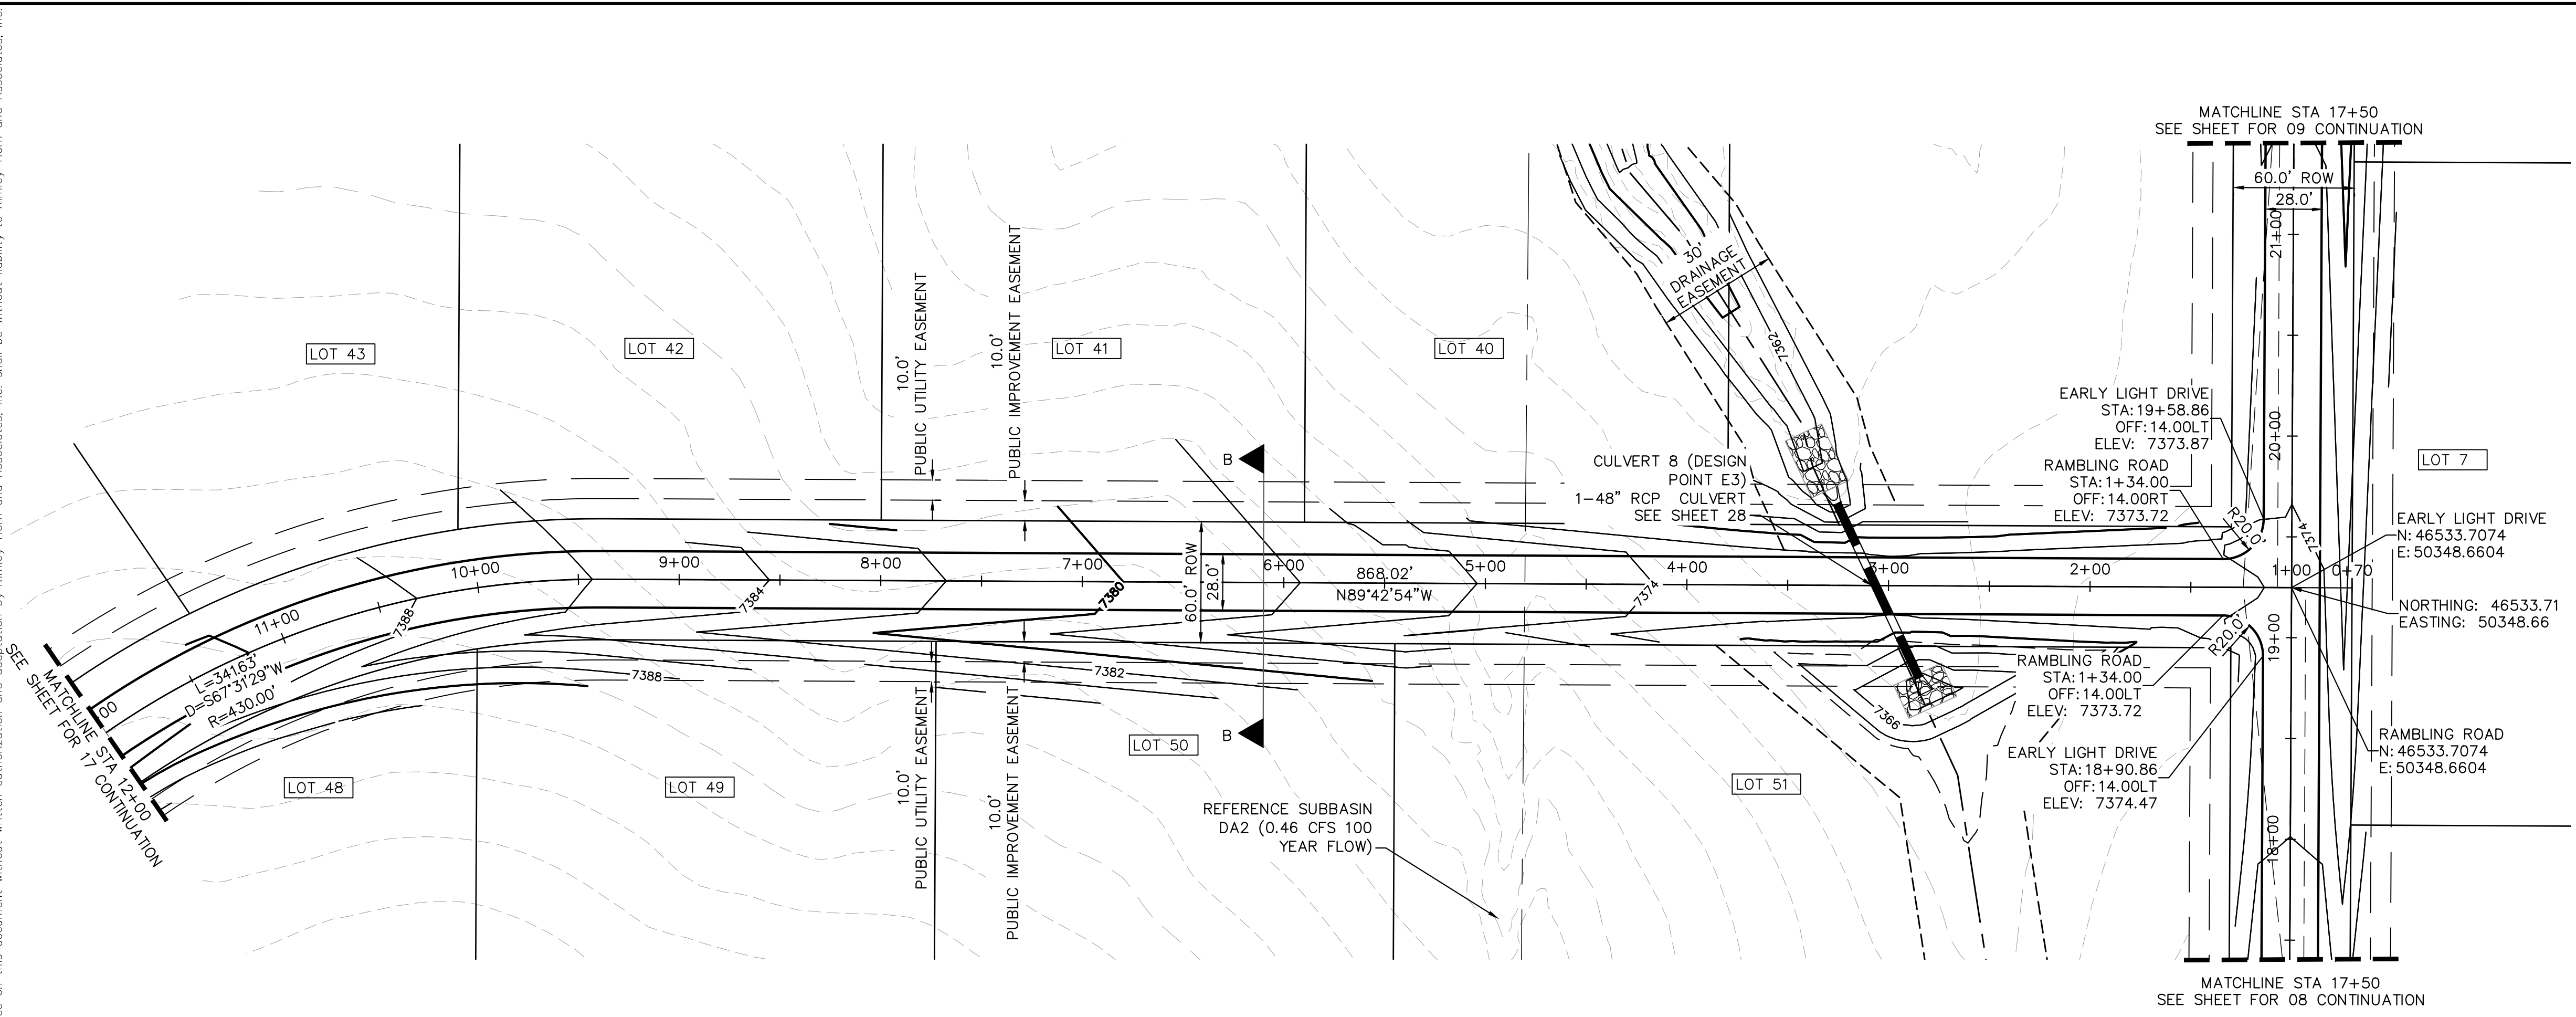 MATCHLINE STA 17+50
SEE SHEET FOR 09 CONTINUATION
60.0' ROW
28.0'
21+00
30'
DRAINAGE
EASEMENT
7362
LOT 43
LOT 42
10.0'
PUBLIC UTILITY EASEMENT
10.0'
PUBLIC IMPROVEMENT EASEMENT
LOT 41
LOT 40
EARLY LIGHT DRIVE
STA:19+58.86
OFF:14.00LT
ELEV: 7373.87
20+00
LOT 7
B
CULVERT 8 (DESIGN
POINT E3)
1-48" RCP CULVERT
SEE SHEET 28
RAMBLING ROAD
STA:1+34.00
OFF:14.00RT
ELEV: 7373.72
R20.0'
7374
EARLY LIGHT DRIVE
N: 46533.7074
E: 50348.6604
11+00
10+00
9+00
8+00
7+00
6+00
5+00
4+00
3+00
2+00
1+00
0+70
60.0' ROW
28.0'
868.02'
N89°42'54"W
7388
7384
7380
7374
NORTHING: 46533.71
EASTING: 50348.66
R20.0'
19+00
L=341.63'
D=S67°31'29"W
R=430.00'
00
MATCHLINE STA 12+00
SEE SHEET FOR 17 CONTINUATION
7388
7382
7366
RAMBLING ROAD
STA:1+34.00
OFF:14.00LT
ELEV: 7373.72
B
LOT 50
LOT 48
LOT 49
LOT 51
10.0'
PUBLIC UTILITY EASEMENT
10.0'
PUBLIC IMPROVEMENT EASEMENT
REFERENCE SUBBASIN
DA2 (0.46 CFS 100
YEAR FLOW)
EARLY LIGHT DRIVE
STA:18+90.86
OFF:14.00LT
ELEV: 7374.47
RAMBLING ROAD
N: 46533.7074
E: 50348.6604
18+00
MATCHLINE STA 17+50
SEE SHEET FOR 08 CONTINUATION